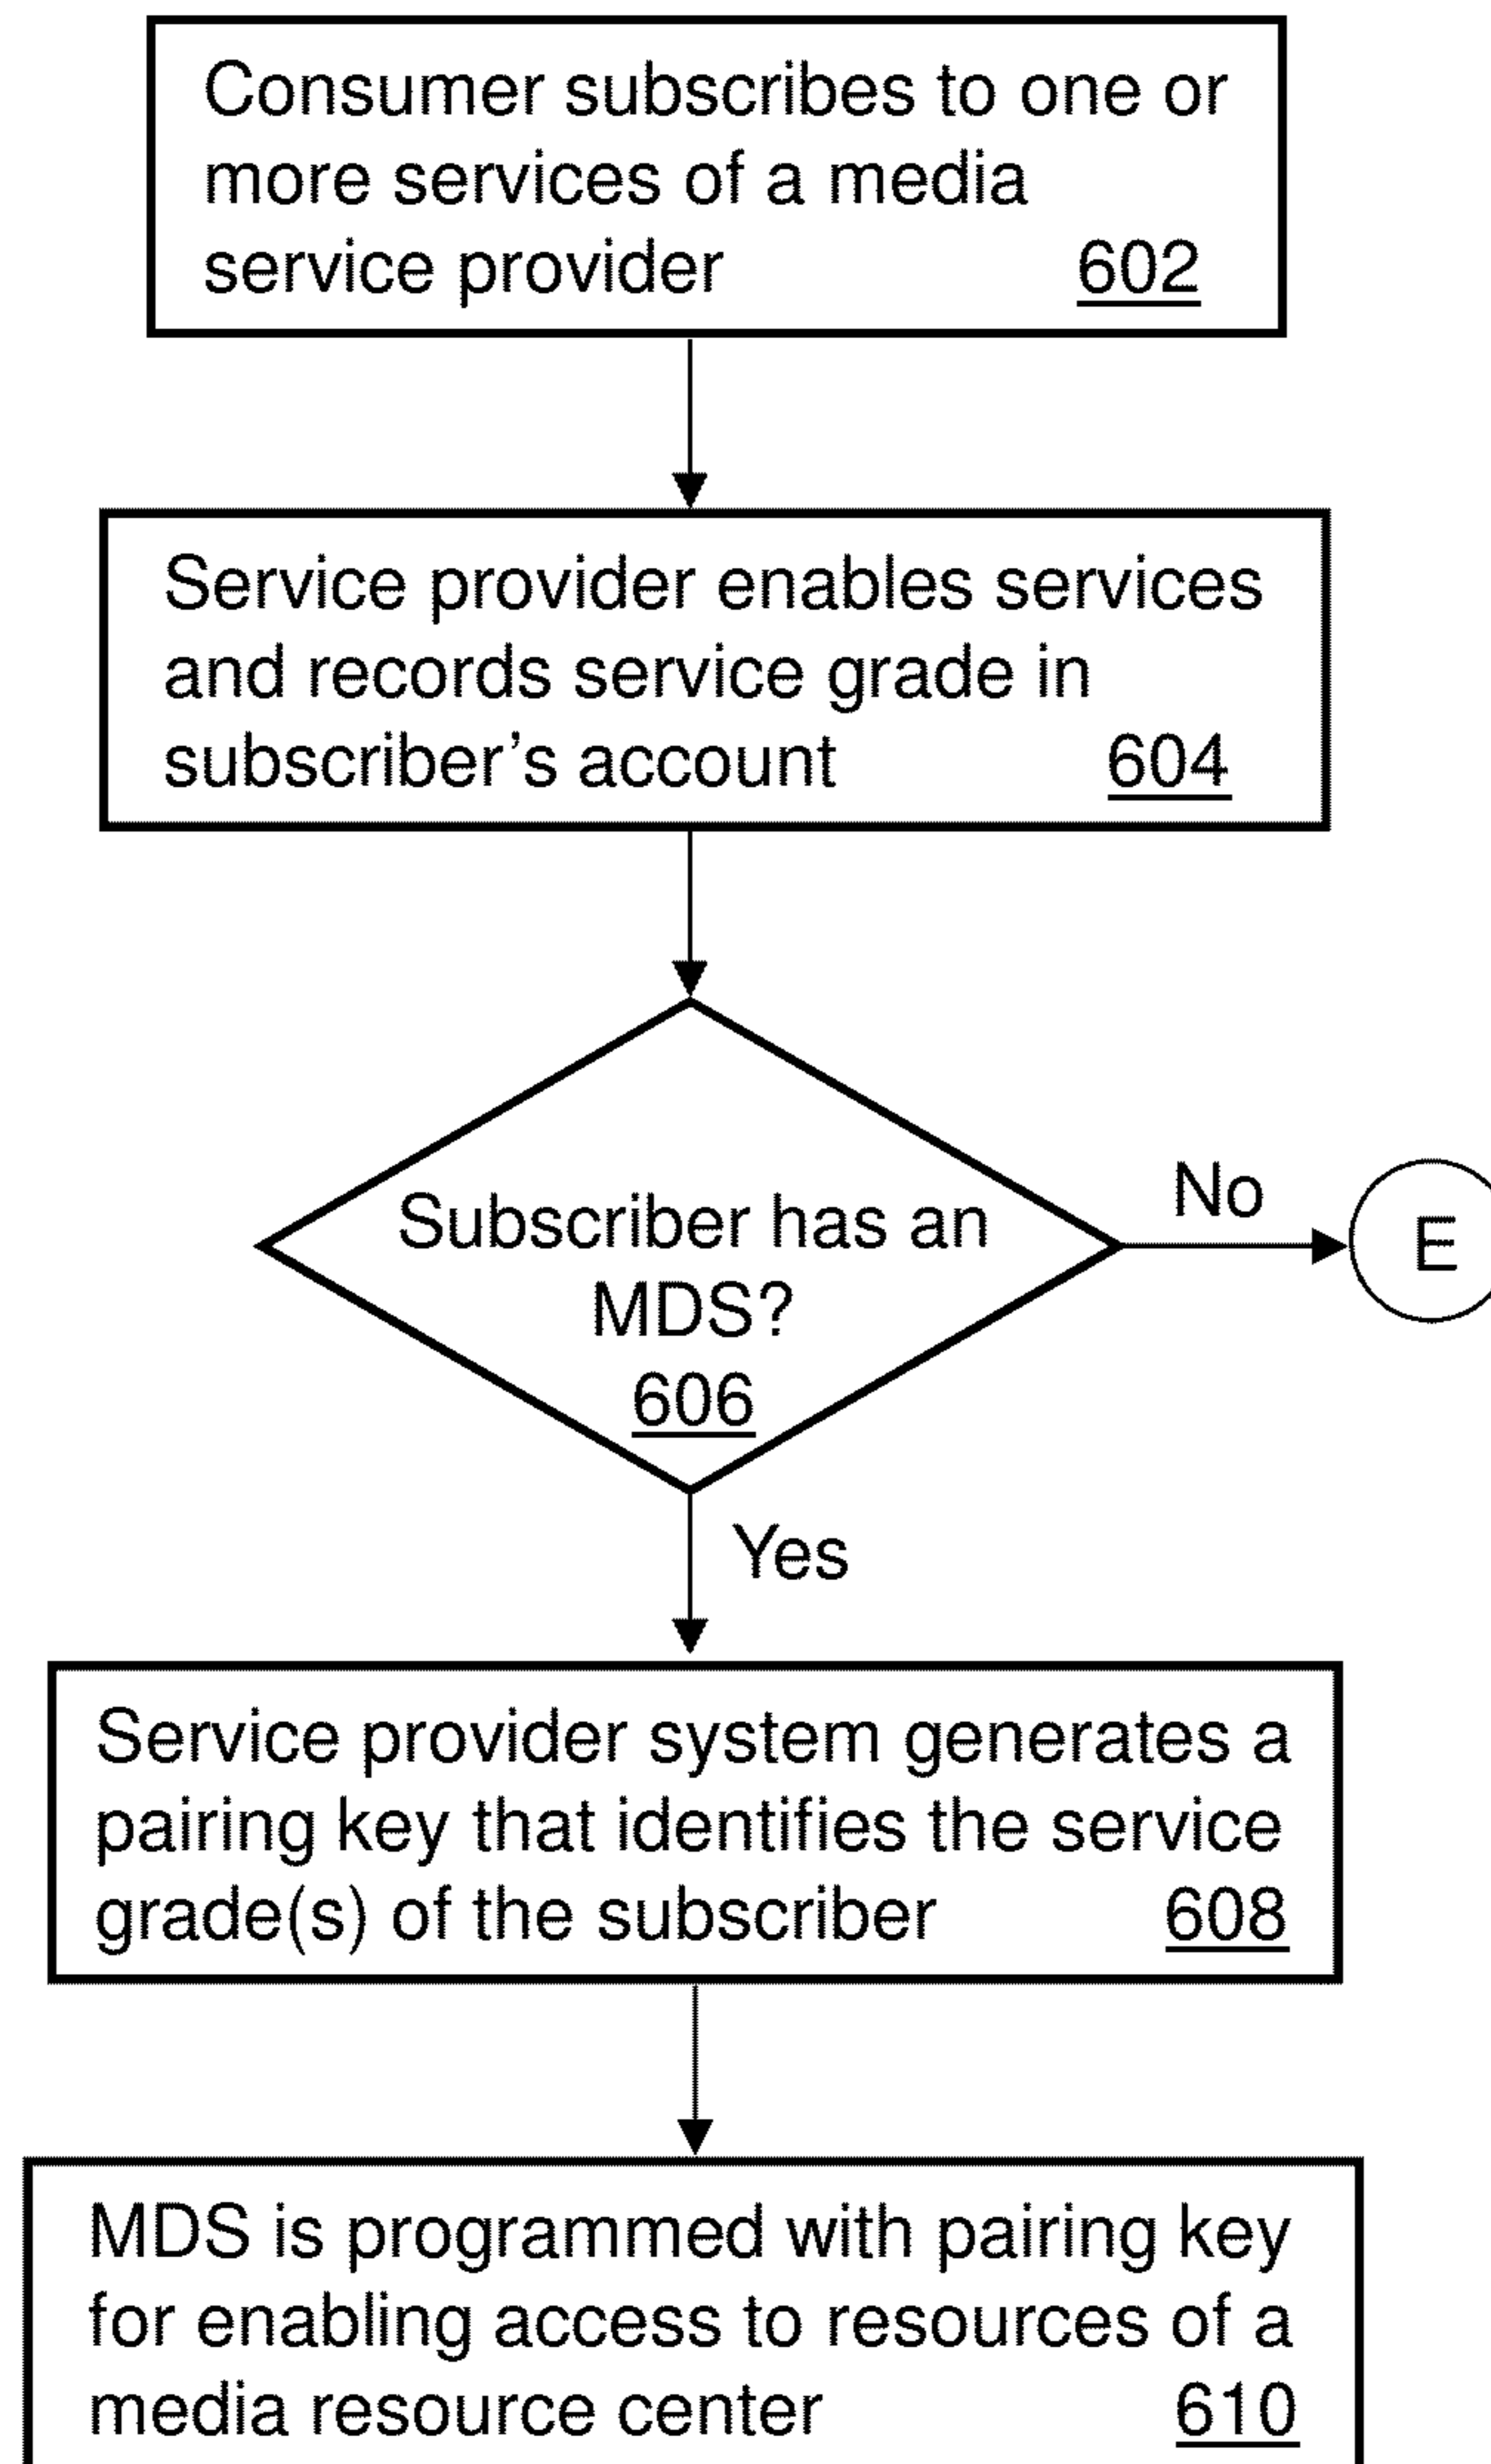 Consumer subscribes to one or
more services of a media
service provider 602
Service provider enables services
and records service grade in
subscriber's account 604
Subscriber has an
MDS?
606
No
E
Yes
Service provider system generates a
pairing key that identifies the service
grade(s) of the subscriber 608
MDS is programmed with pairing key
for enabling access to resources of a
media resource center 610